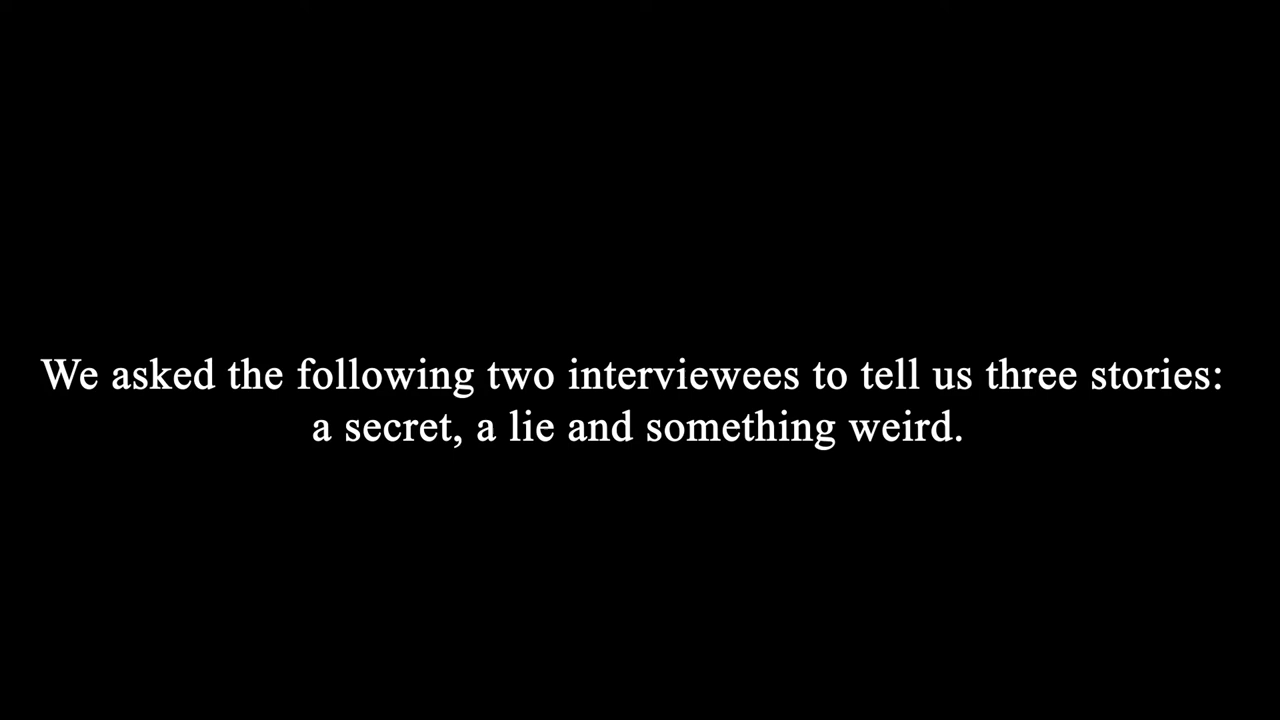 We asked the following two interviewees to tell us three stories:
a secret, a lie and something weird.